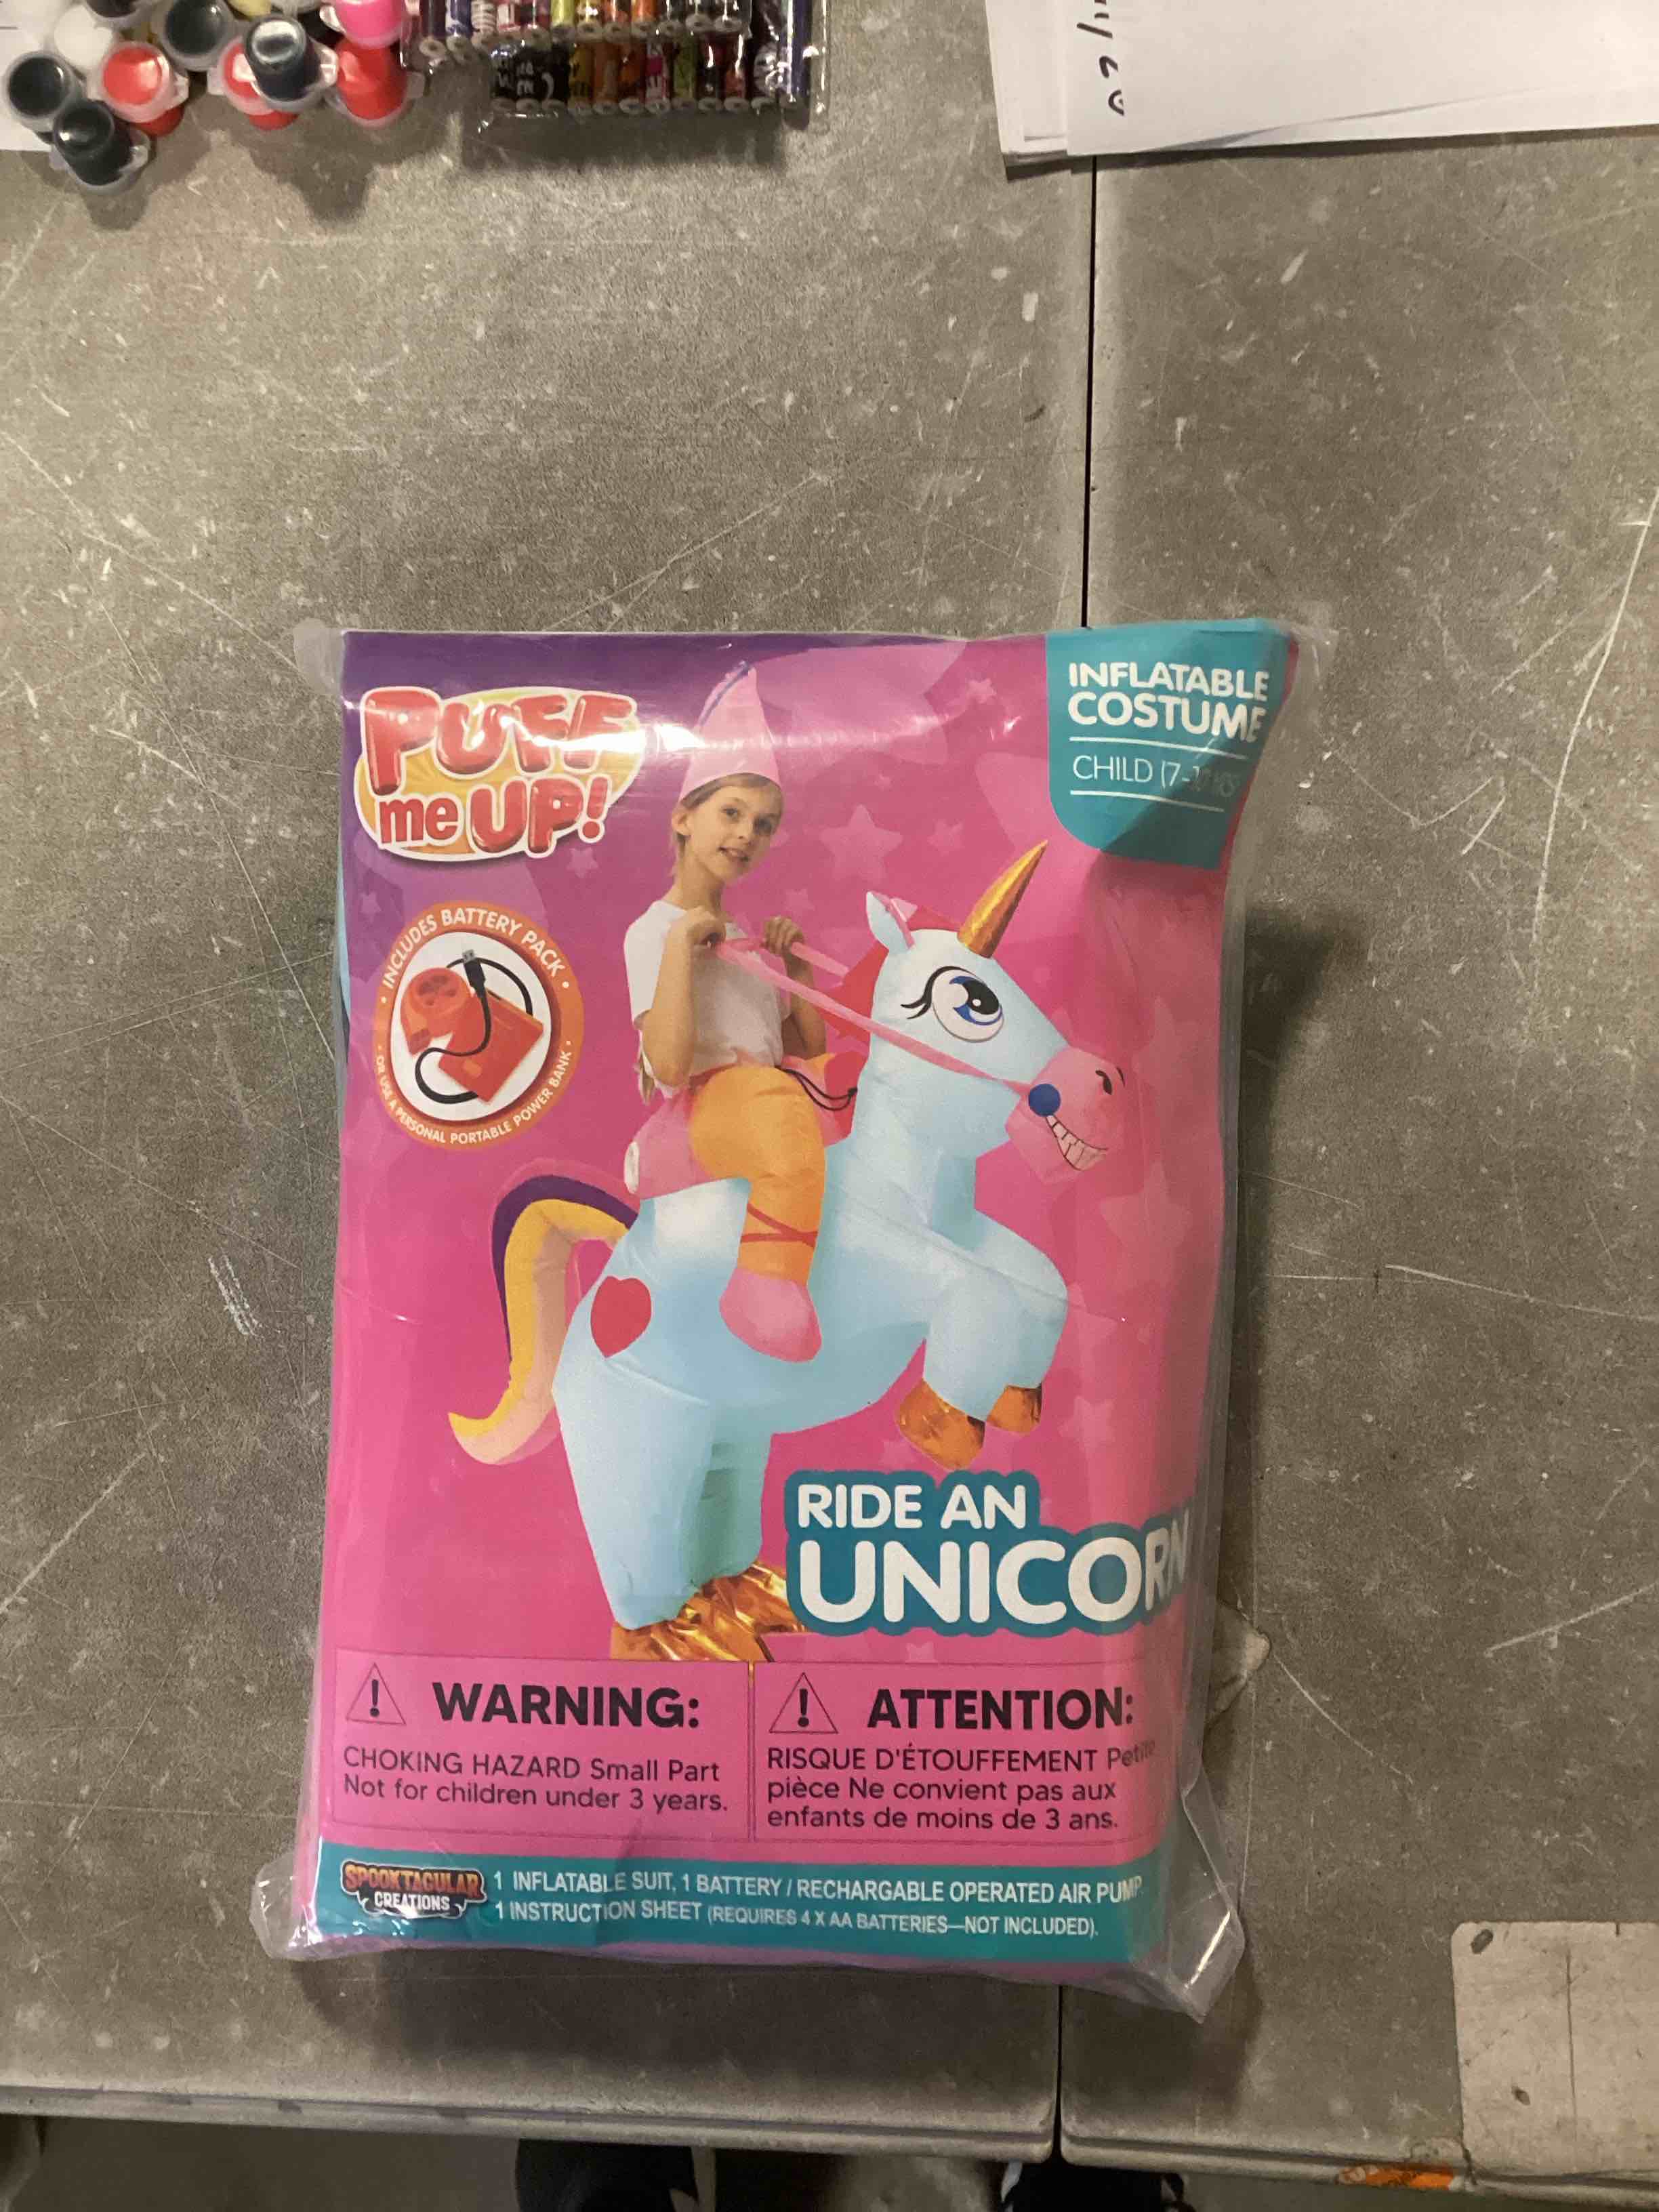 PUFF
me UP!
INFLATABLE
COSTUME
CHILD (7-10 YRS
• INCLUDES BATTERY PACK •
• OR USE A PERSONAL PORTABLE POWER BANK •
RIDE AN
UNICORN
! WARNING:
CHOKING HAZARD Small Part
Not for children under 3 years.
! ATTENTION:
RISQUE D'ÉTOUFFEMENT Petite
pièce Ne convient pas aux
enfants de moins de 3 ans.
SPOOKTACULAR
CREATIONS
1 INFLATABLE SUIT, 1 BATTERY / RECHARGABLE OPERATED AIR PUMP
1 INSTRUCTION SHEET (REQUIRES 4 X AA BATTERIES—NOT INCLUDED).